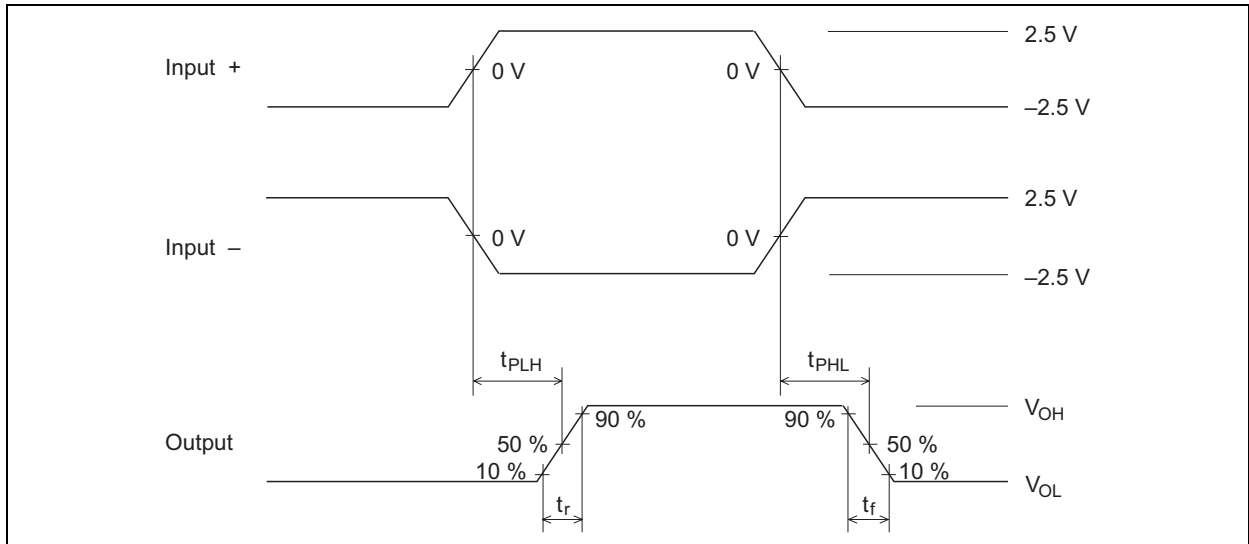 2.5 V
Input +
0 V
0 V
–2.5 V
2.5 V
Input –
0 V
0 V
–2.5 V
tPLH
tPHL
90 %
90 %
VOH
Output
50 %
50 %
10 %
10 %
VOL
tr
tf